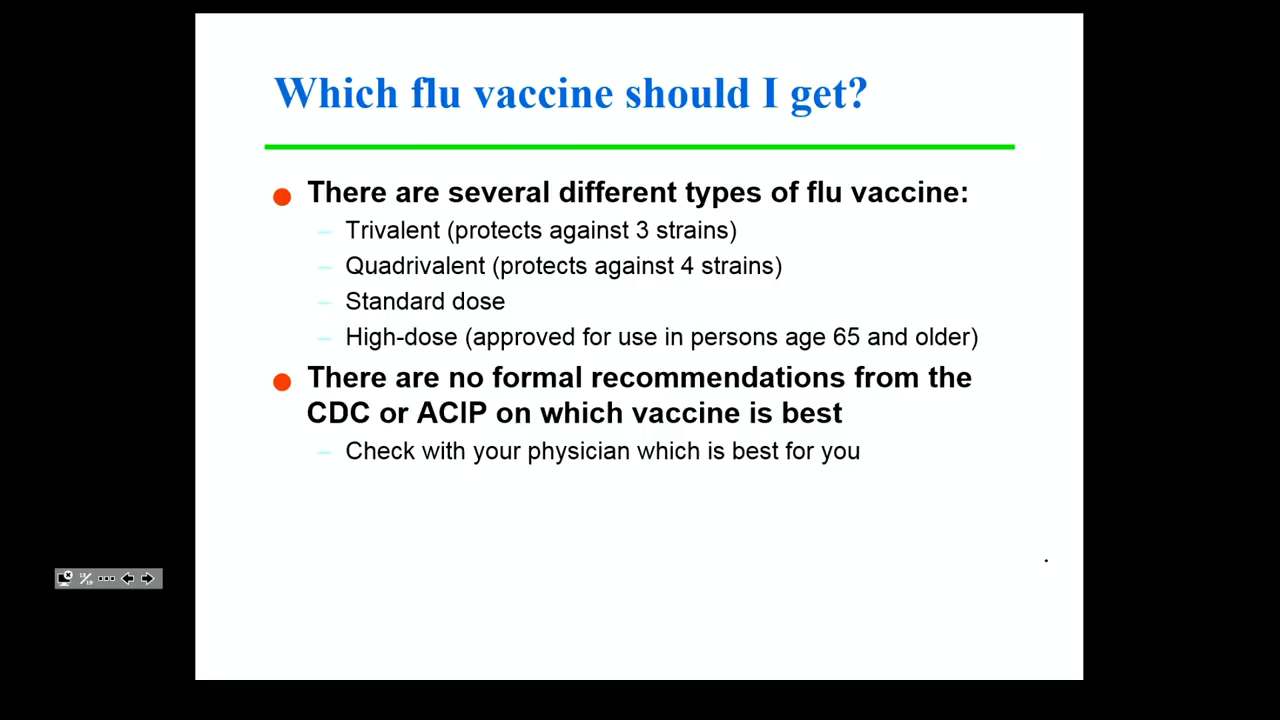 Which flu vaccine should I get?
There are several different types of flu vaccine:
– Trivalent (protects against 3 strains)
– Quadrivalent (protects against 4 strains)
– Standard dose
– High-dose (approved for use in persons age 65 and older)
There are no formal recommendations from the
CDC or ACIP on which vaccine is best
– Check with your physician which is best for you